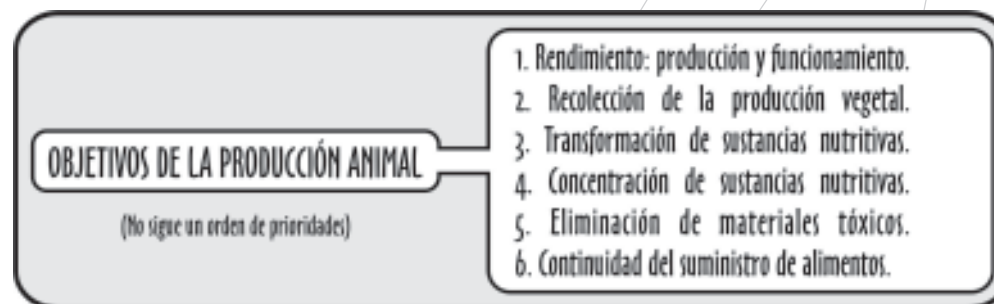 OBJETIVOS DE LA PRODUCCIÓN ANIMAL
(No sigue un orden de prioridades)
1. Rendimiento: producción y funcionamiento.
2. Recolección de la producción vegetal.
3. Transformación de sustancias nutritivas.
4. Concentración de sustancias nutritivas.
5. Eliminación de materiales tóxicos.
6. Continuidad del suministro de alimentos.